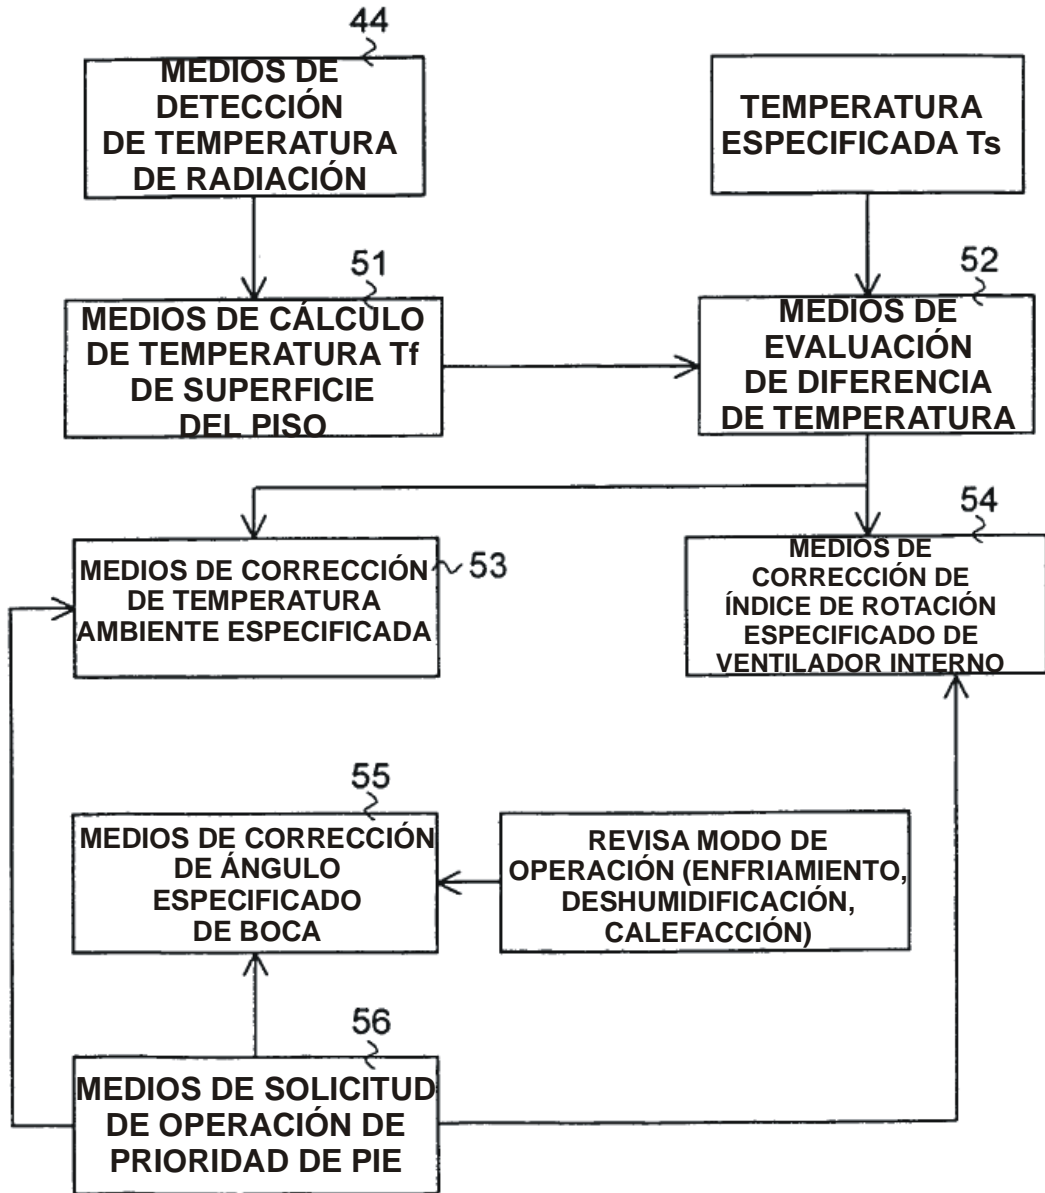 44
MEDIOS DE
DETECCIÓN
DE TEMPERATURA
DE RADIACIÓN
TEMPERATURA
ESPECIFICADA Ts
51
MEDIOS DE CÁLCULO
DE TEMPERATURA Tf
DE SUPERFICIE
DEL PISO
52
MEDIOS DE
EVALUACIÓN
DE DIFERENCIA
DE TEMPERATURA
MEDIOS DE CORRECCIÓN
DE TEMPERATURA
AMBIENTE ESPECIFICADA
53
54
MEDIOS DE
CORRECCIÓN DE
ÍNDICE DE ROTACIÓN
ESPECIFICADO DE
VENTILADOR INTERNO
55
MEDIOS DE CORRECCIÓN
DE ÁNGULO
ESPECIFICADO
DE BOCA
REVISA MODO DE
OPERACIÓN (ENFRIAMIENTO,
DESHUMIDIFICACIÓN,
CALEFACCIÓN)
56
MEDIOS DE SOLICITUD
DE OPERACIÓN DE
PRIORIDAD DE PIE